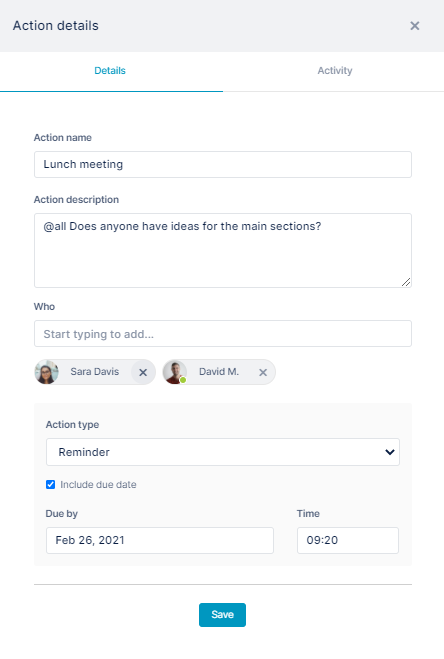 Action details
Details
Activity
Action name
Lunch meeting
Action description
@all Does anyone have ideas for the main sections?
Who
Start typing to add...
Sara Davis
David M.
Action type
Reminder
Include due date
Due by
Time
Feb 26, 2021
09:20
Save